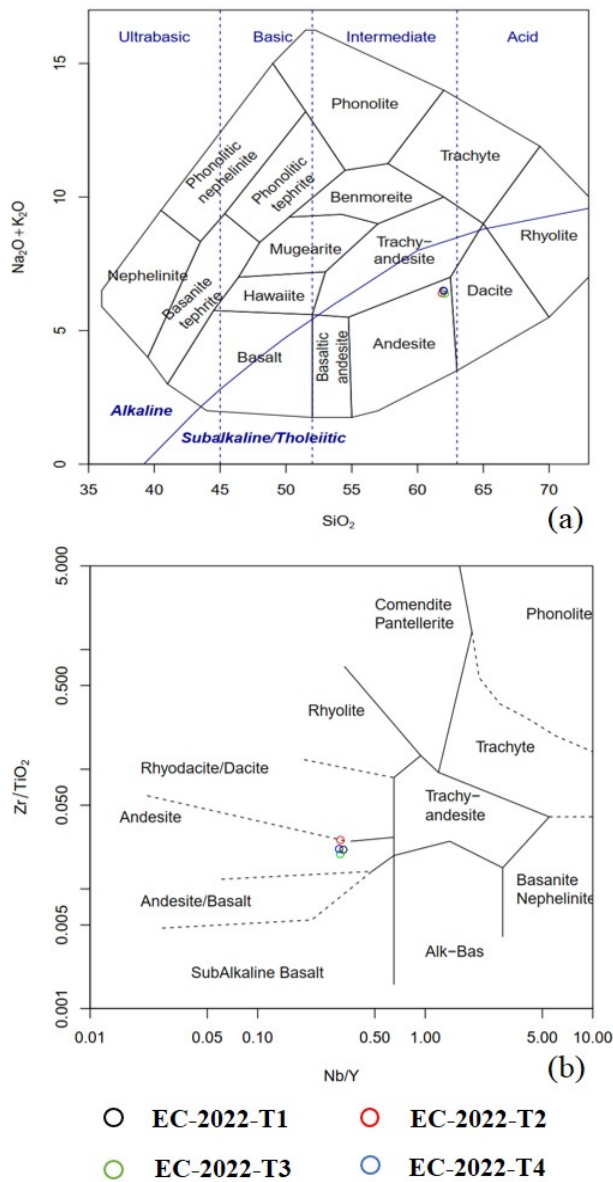 Ultrabasic Basic Intermediate Acid
Phonolite
Trachyte
Phonolitic
nephelinite
Phonolitic
tephrite
Benmoreite
Mugearite
Trachy-
andesite
Rhyolite
Nephelinite
Basanite
tephrite
Hawaiite
Dacite
Basalt
Basaltic
andesite
Andesite
Alkaline
Subalkaline/Tholeiitic
Na₂O+K₂O
15
10
5
0
35 40 45 50 55 60 65 70
SiO₂
(a)
5.000
0.500
0.050
0.005
0.001
Zr/TiO₂
Comendite
Pantellerite
Phonolite
Rhyolite
Rhyodacite/Dacite
Trachyte
Andesite
Trachy-
andesite
Andesite/Basalt
Basanite
Nephelinite
SubAlkaline Basalt
Alk-Bas
0.01 0.05 0.10 0.50 1.00 5.00 10.00
Nb/Y
(b)
EC-2022-T1 EC-2022-T2
EC-2022-T3 EC-2022-T4